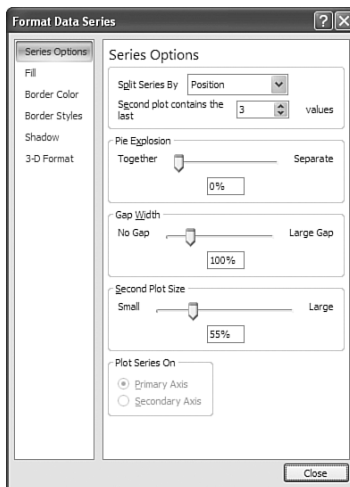 Format Data Series
Series Options
Fill
Border Color
Border Styles
Shadow
3-D Format
Series Options
Split Series By Position
Second plot contains the last 3 values
Pie Explosion
Together Separate
0%
Gap Width
No Gap Large Gap
100%
Second Plot Size
Small Large
55%
Plot Series On
Primary Axis
Secondary Axis
Close